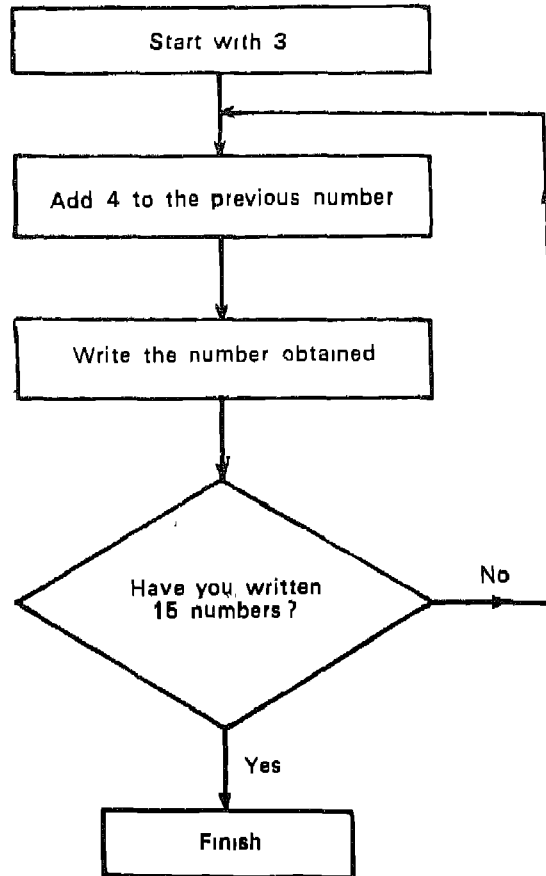 Start with 3
Add 4 to the previous number
Write the number obtained
Have you written
15 numbers?
No
Yes
Finish